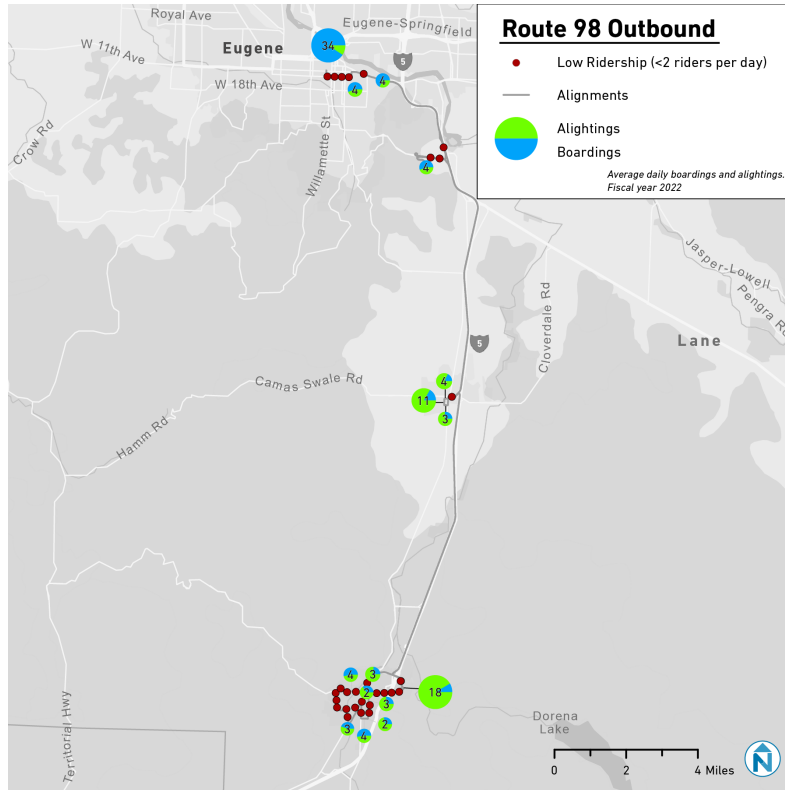 Royal Ave
Eugene-Springfield
Route 98 Outbound
34
W 11th Ave
Eugene
5
Low Ridership (<2 riders per day)
W 18th Ave
4
4
Alignments
Crow Rd
Willamette St
Alightings
Boardings
4
Average daily boardings and alightings.
Fiscal year 2022
Jasper-Lowell
Pengra Rd
Cloverdale Rd
5
Lane
Camas Swale Rd
4
11
3
Hamm Rd
4
3
2
18
3
2
3
4
Territorial Hwy
Dorena
Lake
0 2 4 Miles
N